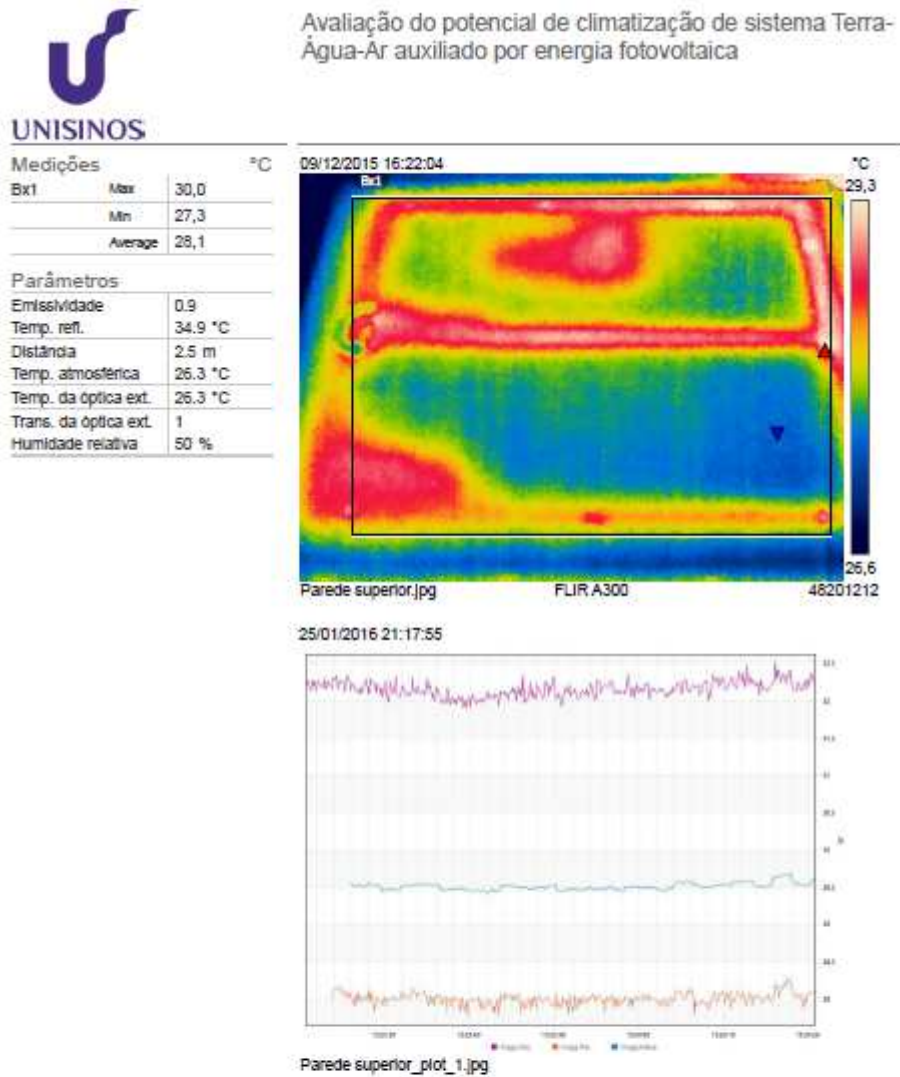 Avaliação do potencial de climatização de sistema Terra-
Água-Ar auxiliado por energia fotovoltaica
UNISINOS
Medições °C
Bx1 Max 30,0
Min 27,3
Average 28,1
Parâmetros
Emissividade 0.9
Temp. refl. 34.9 °C
Distância 2.5 m
Temp. atmosférica 26.3 °C
Temp. da óptica ext. 26.3 °C
Trans. da óptica ext. 1
Humidade relativa 50 %
09/12/2015 16:22:04 °C
Bx1
29,3
26,6
Parede superior.jpg FLIR A300 48201212
25/01/2016 21:17:55
Parede superior_plot_1.jpg